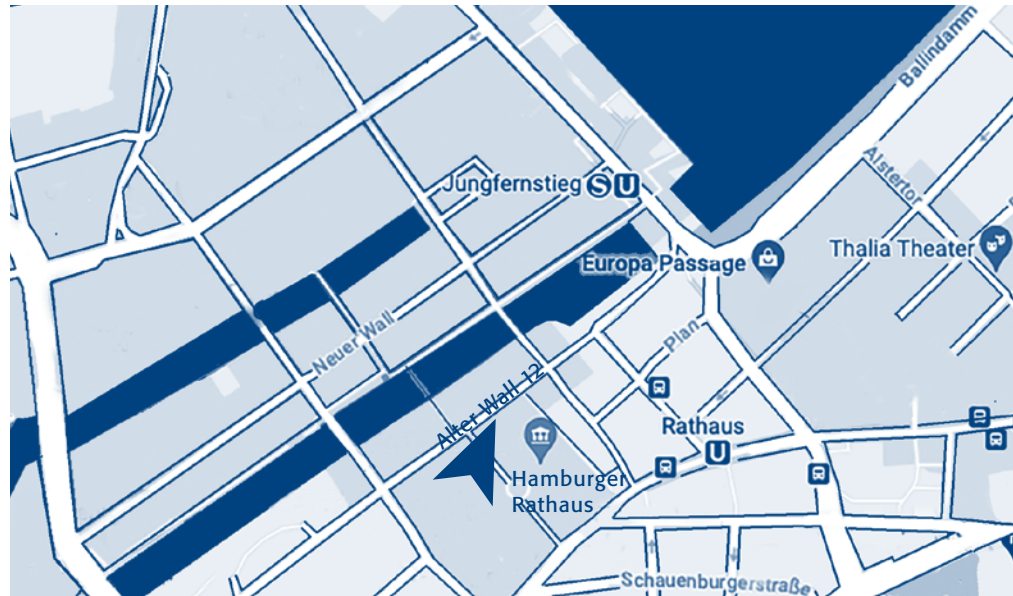 Ballindamm
Alstertor
Jungfernstieg S U
Thalia Theater
Europa Passage
Neuer Wall
Plan
Alter Wall 12
Rathaus
U
Hamburger
Rathaus
Schauenburgerstraße